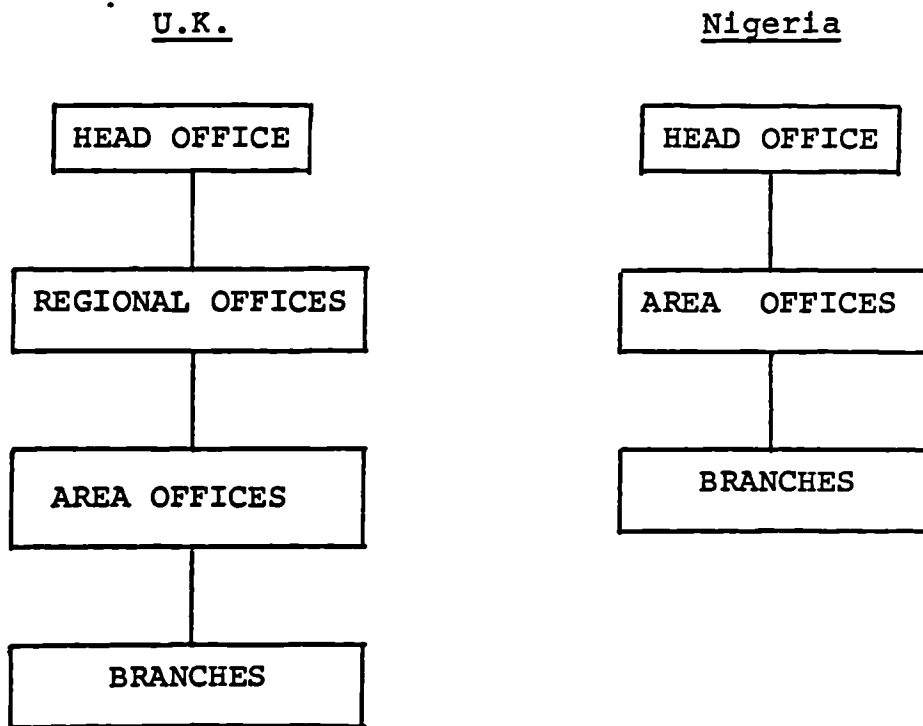 U.K.
HEAD OFFICE
REGIONAL OFFICES
AREA OFFICES
BRANCHES
Nigeria
HEAD OFFICE
AREA OFFICES
BRANCHES